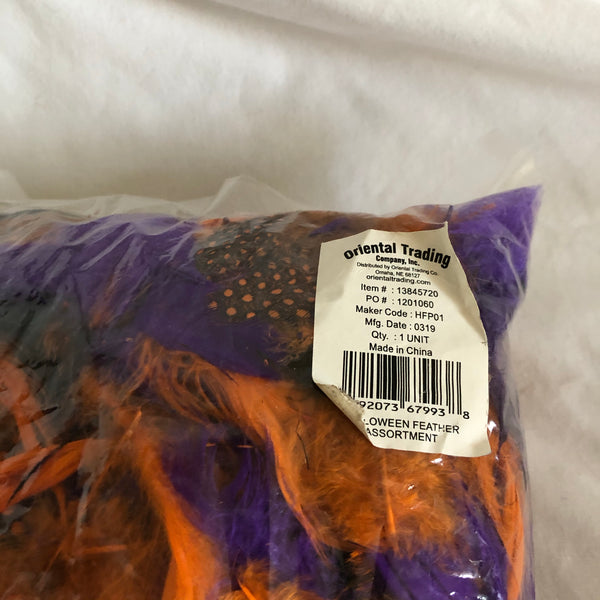 Oriental Trading
Company, Inc.
Distributed by Oriental Trading Co.
Omaha, NE 68127
orientaltrading.com
Item # : 13845720
PO # : 1201060
Maker Code : HFP01
Mfg. Date : 0319
Qty. : 1 UNIT
Made in China
92073 67993 8
LOWEEN FEATHER
ASSORTMENT